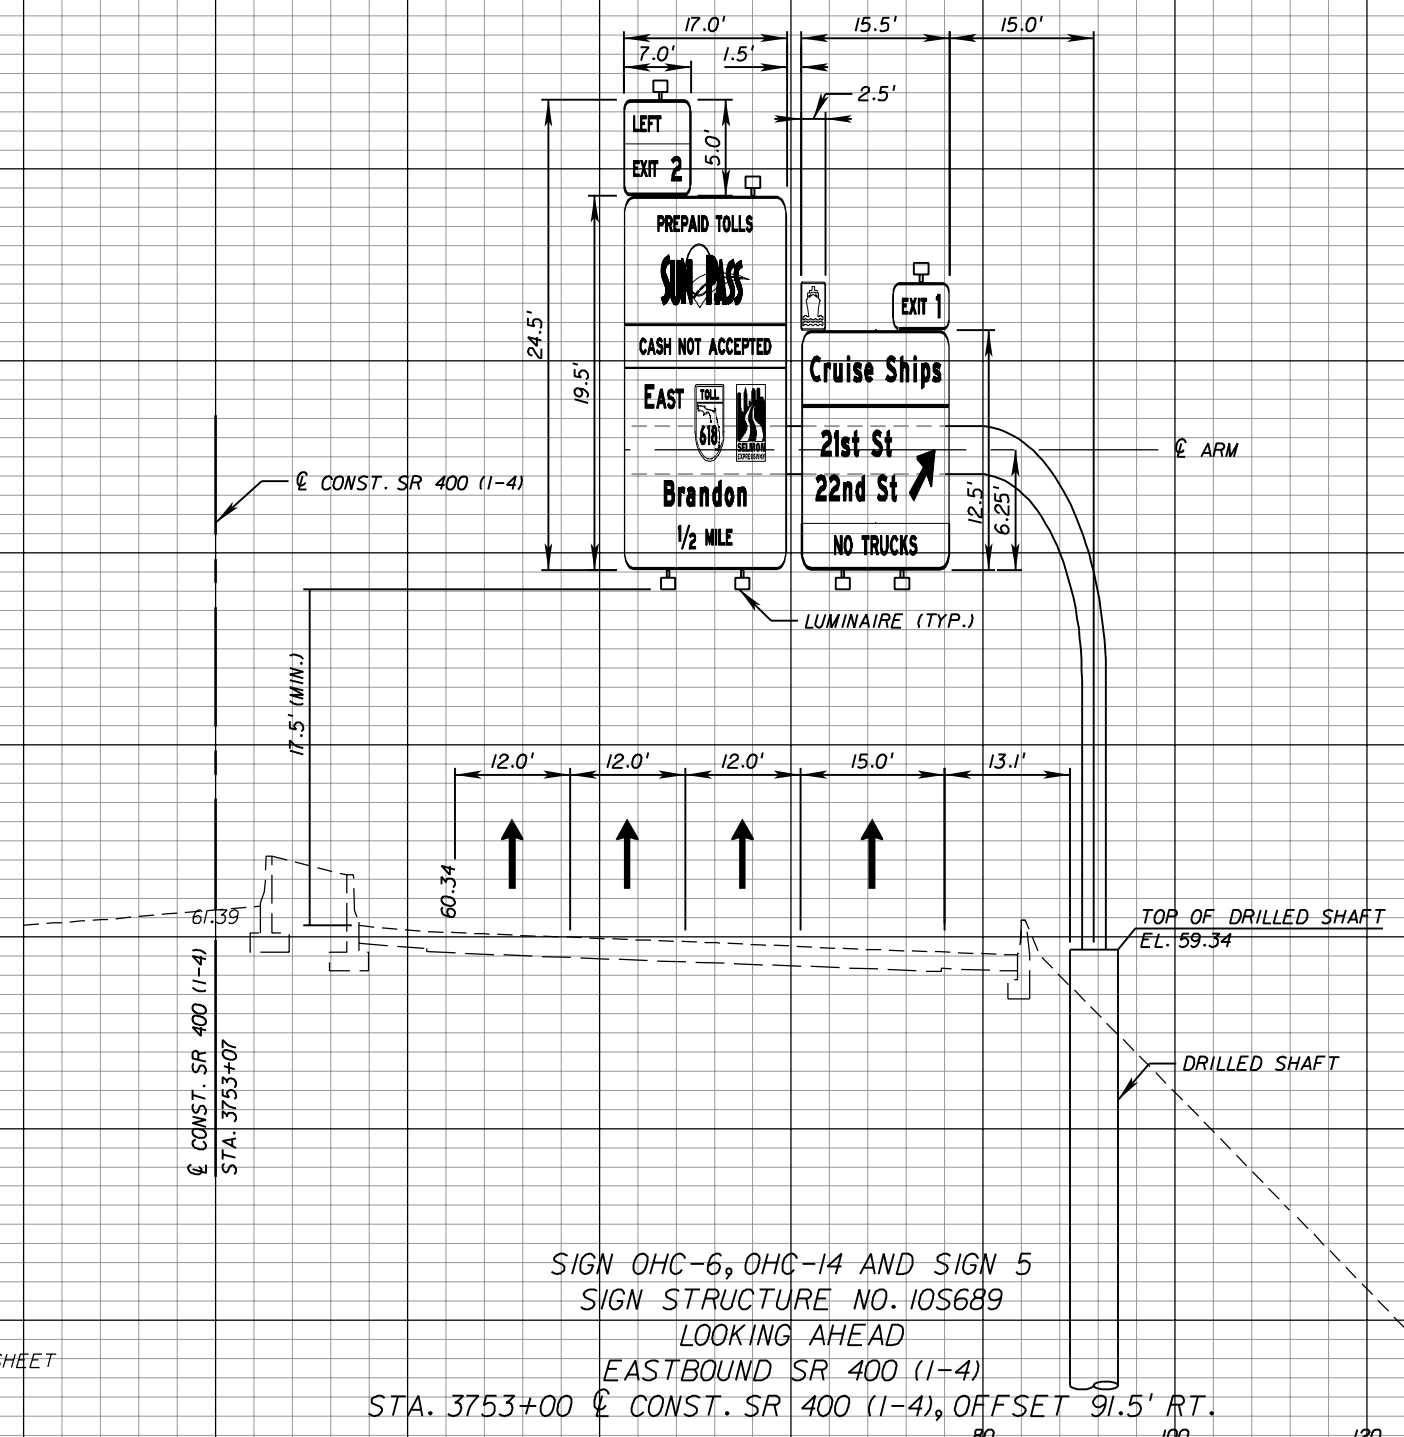 17.0'
15.5'
15.0'
7.0'
1.5'
2.5'
LEFT
EXIT 2
5.0'
PREPAID TOLLS
SUNPASS
EXIT 1
24.5'
19.5'
CASH NOT ACCEPTED
Cruise Ships
EAST
TOLL
618
SELMON
EXPRESSWAY
21st St
22nd St
℄ ARM
℄ CONST. SR 400 (I-4)
Brandon
1/2 MILE
12.5'
6.25'
NO TRUCKS
LUMINAIRE (TYP.)
17.5' (MIN.)
12.0'
12.0'
12.0'
15.0'
13.1'
60.34
61.39
TOP OF DRILLED SHAFT
EL. 59.34
℄ CONST. SR 400 (I-4)
STA. 3753+07
DRILLED SHAFT
SIGN OHC-6, OHC-14 AND SIGN 5
SIGN STRUCTURE NO. 10S689
LOOKING AHEAD
EASTBOUND SR 400 (I-4)
STA. 3753+00 ℄ CONST. SR 400 (I-4), OFFSET 91.5' RT.
SHEET
80
100
120